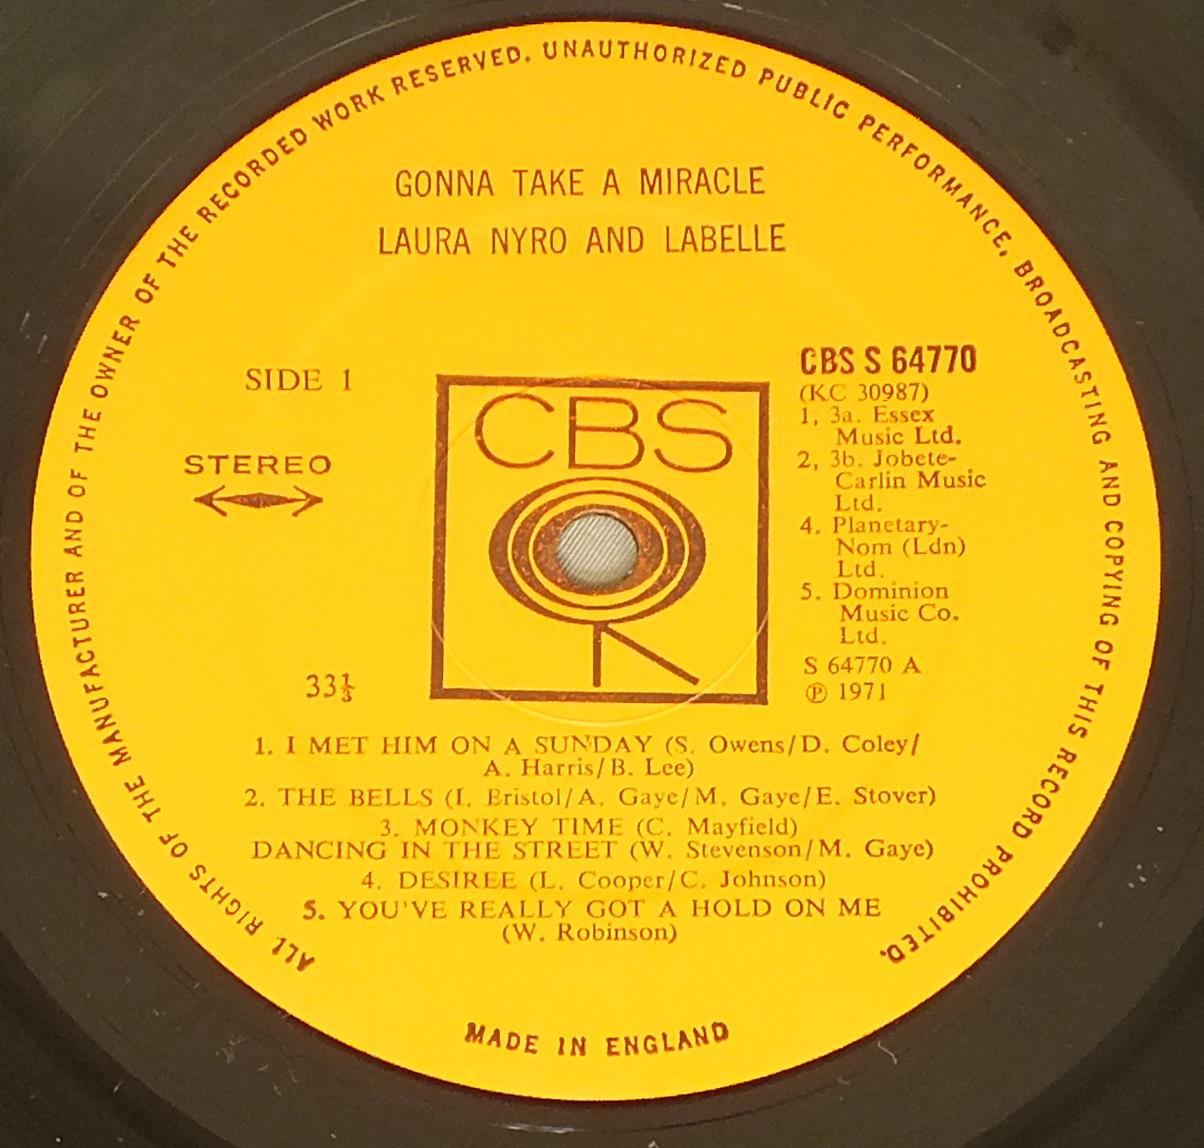 ALL RIGHTS OF THE MANUFACTURER AND OF THE OWNER OF THE RECORDED WORK RESERVED. UNAUTHORIZED PUBLIC PERFORMANCE, BROADCASTING AND COPYING OF THIS RECORD PROHIBITED.
GONNA TAKE A MIRACLE
LAURA NYRO AND LABELLE
SIDE 1
STEREO
33⅓
CBS
CBS S 64770
(KC 30987)
1, 3a. Essex
Music Ltd.
2, 3b. Jobete-
Carlin Music
Ltd.
4. Planetary-
Nom (Ldn)
Ltd.
5. Dominion
Music Co.
Ltd.
S 64770 A
℗ 1971
1. I MET HIM ON A SUNDAY (S. Owens/D. Coley/
A. Harris/B. Lee)
2. THE BELLS (I. Bristol/A. Gaye/M. Gaye/E. Stover)
3. MONKEY TIME (C. Mayfield)
DANCING IN THE STREET (W. Stevenson/M. Gaye)
4. DESIREE (L. Cooper/C. Johnson)
5. YOU'VE REALLY GOT A HOLD ON ME
(W. Robinson)
MADE IN ENGLAND